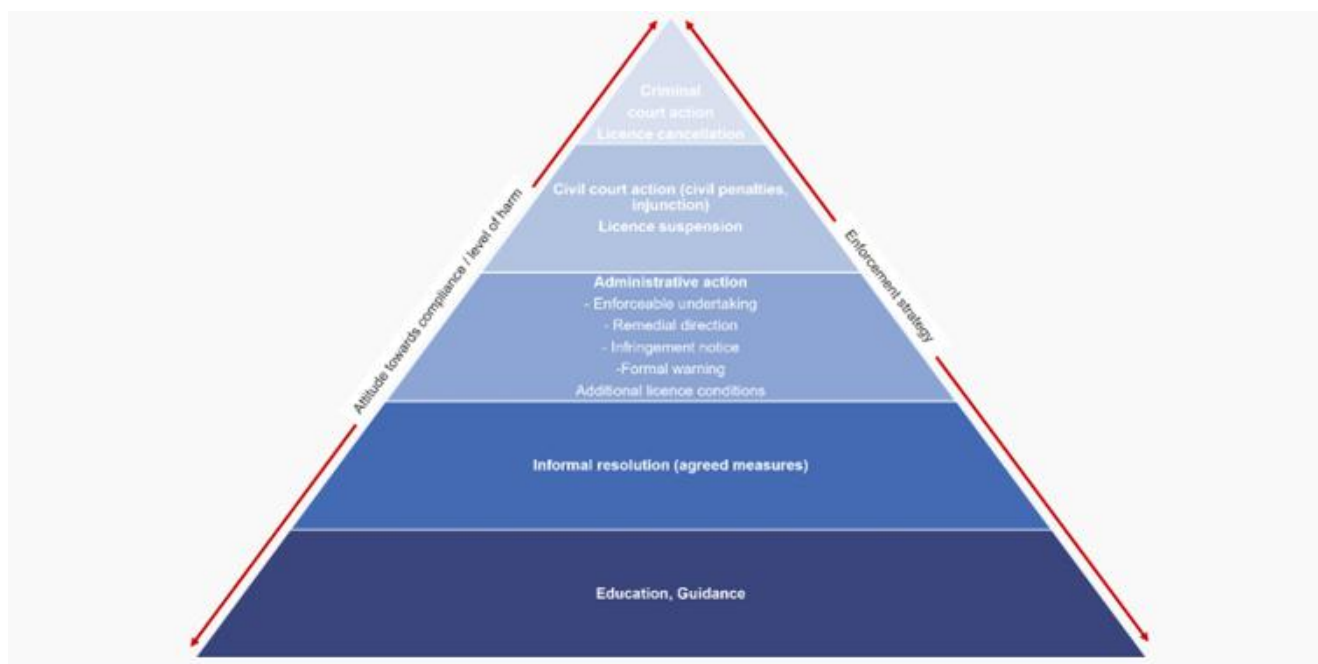 Criminal
court action
Licence cancellation
Civil court action (civil penalties,
injunction)
Licence suspension
Administrative action
- Enforceable undertaking
- Remedial direction
- Infringement notice
-Formal warning
Additional licence conditions
Informal resolution (agreed measures)
Education, Guidance
Attitude towards compliance / level of harm
Enforcement strategy